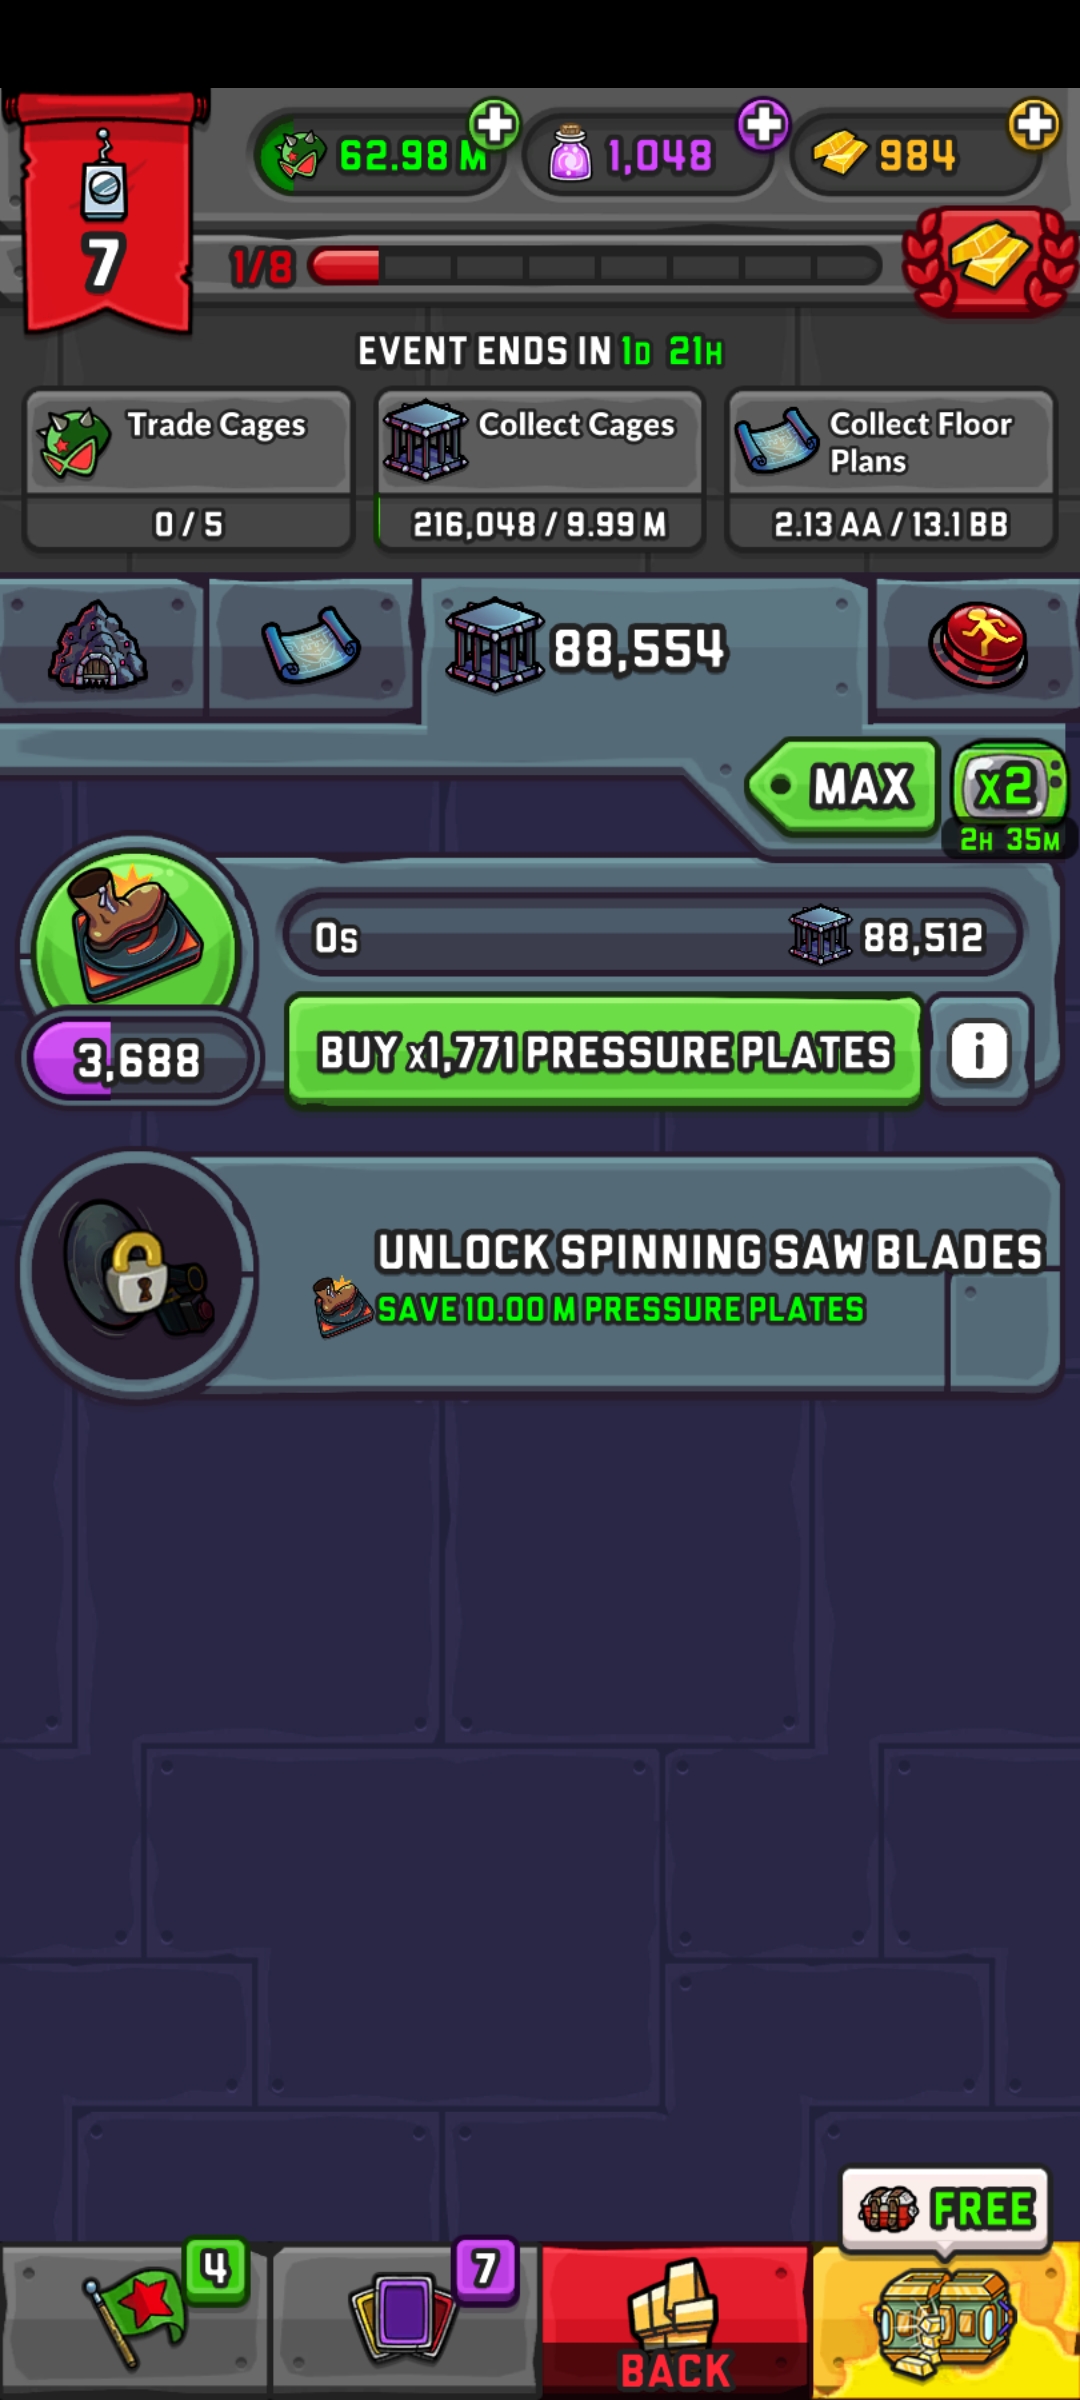 62.98 M
1,048
984
7
1/8
EVENT ENDS IN 1D 21H
Trade Cages
0 / 5
Collect Cages
216,048 / 9.99 M
Collect Floor
Plans
2.13 AA / 13.1 BB
88,554
MAX
x2
2H 35M
0s
88,512
3,688
BUY x1,771 PRESSURE PLATES
i
UNLOCK SPINNING SAW BLADES
SAVE 10.00 M PRESSURE PLATES
FREE
4
7
BACK